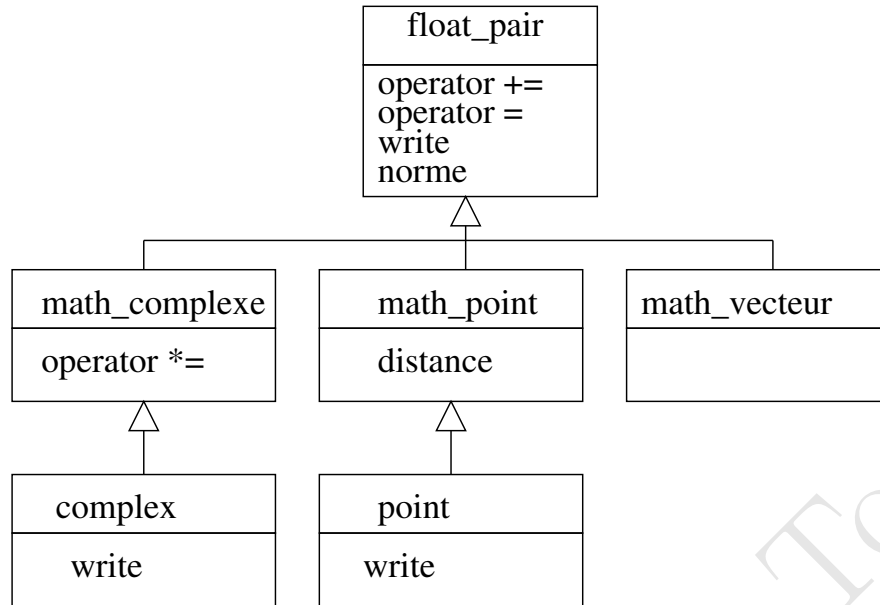 float_pair
operator +=
operator =
write
norme
math_complexe
operator *=
math_point
distance
math_vecteur
complex
write
point
write